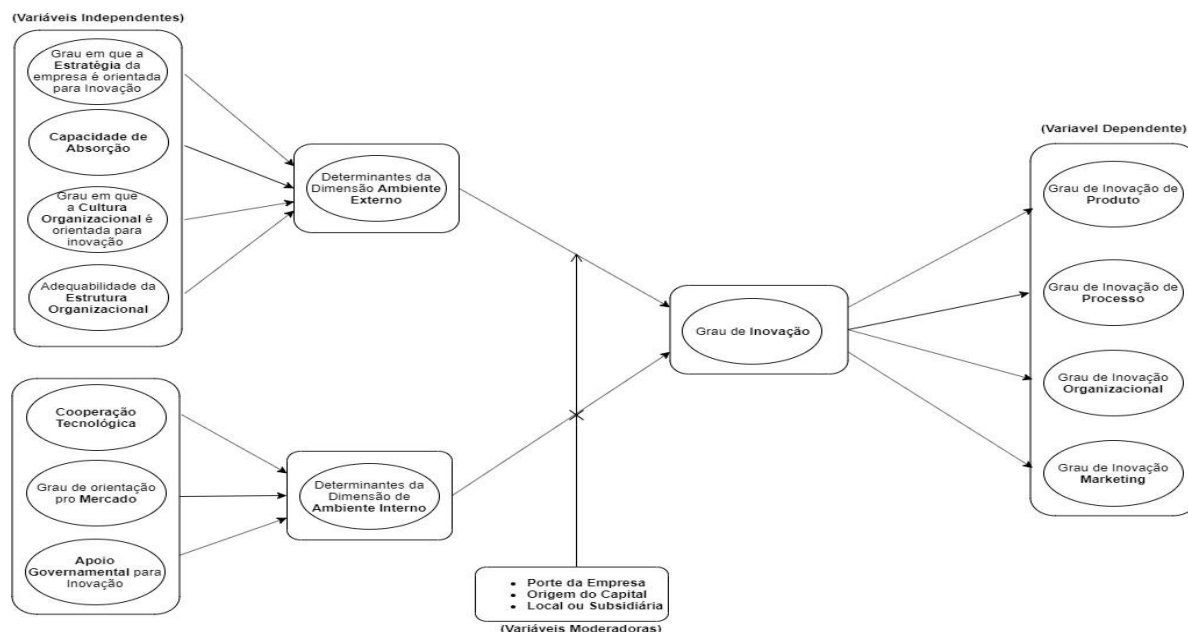 (Variáveis Independentes)
Grau em que a
Estratégia da
empresa é orientada
para Inovação
Capacidade de
Absorção
Grau em que
a Cultura
Organizacional é
orientada para
inovação
Adequabilidade da
Estrutura
Organizacional
Cooperação
Tecnológica
Grau de orientação
pro Mercado
Apoio
Governamental para
Inovação
Determinantes da
Dimensão Ambiente
Externo
Determinantes da
Dimensão de
Ambiente Interno
• Porte da Empresa
• Origem do Capital
• Local ou Subsidiária
(Variáveis Moderadoras)
Grau de Inovação
(Variavel Dependente)
Grau de Inovação de
Produto
Grau de Inovação de
Processo
Grau de Inovação
Organizacional
Grau de Inovação
Marketing